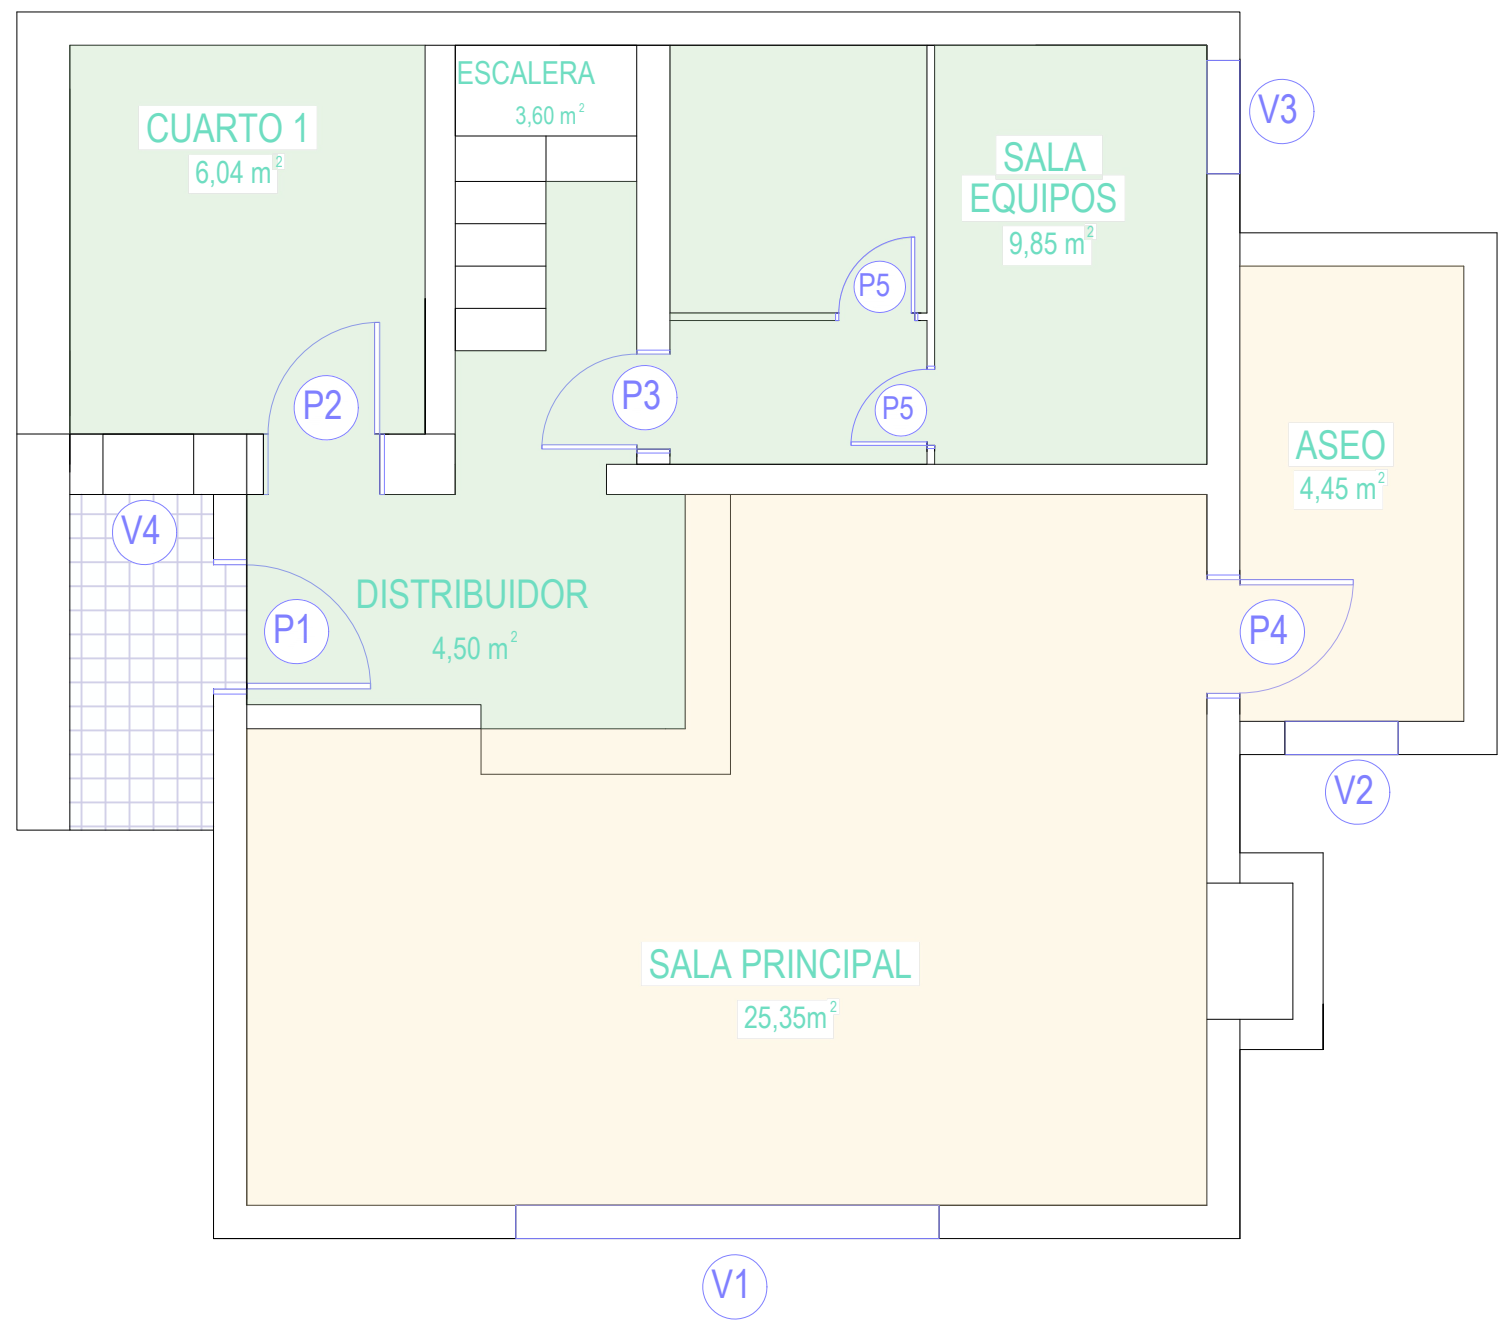 ESCALERA
3,60 m²
CUARTO 1
6,04 m²
V3
SALA
EQUIPOS
9,85 m²
P5
P2
P3
P5
ASEO
4,45 m²
V4
DISTRIBUIDOR
4,50 m²
P1
P4
V2
SALA PRINCIPAL
25,35m²
V1